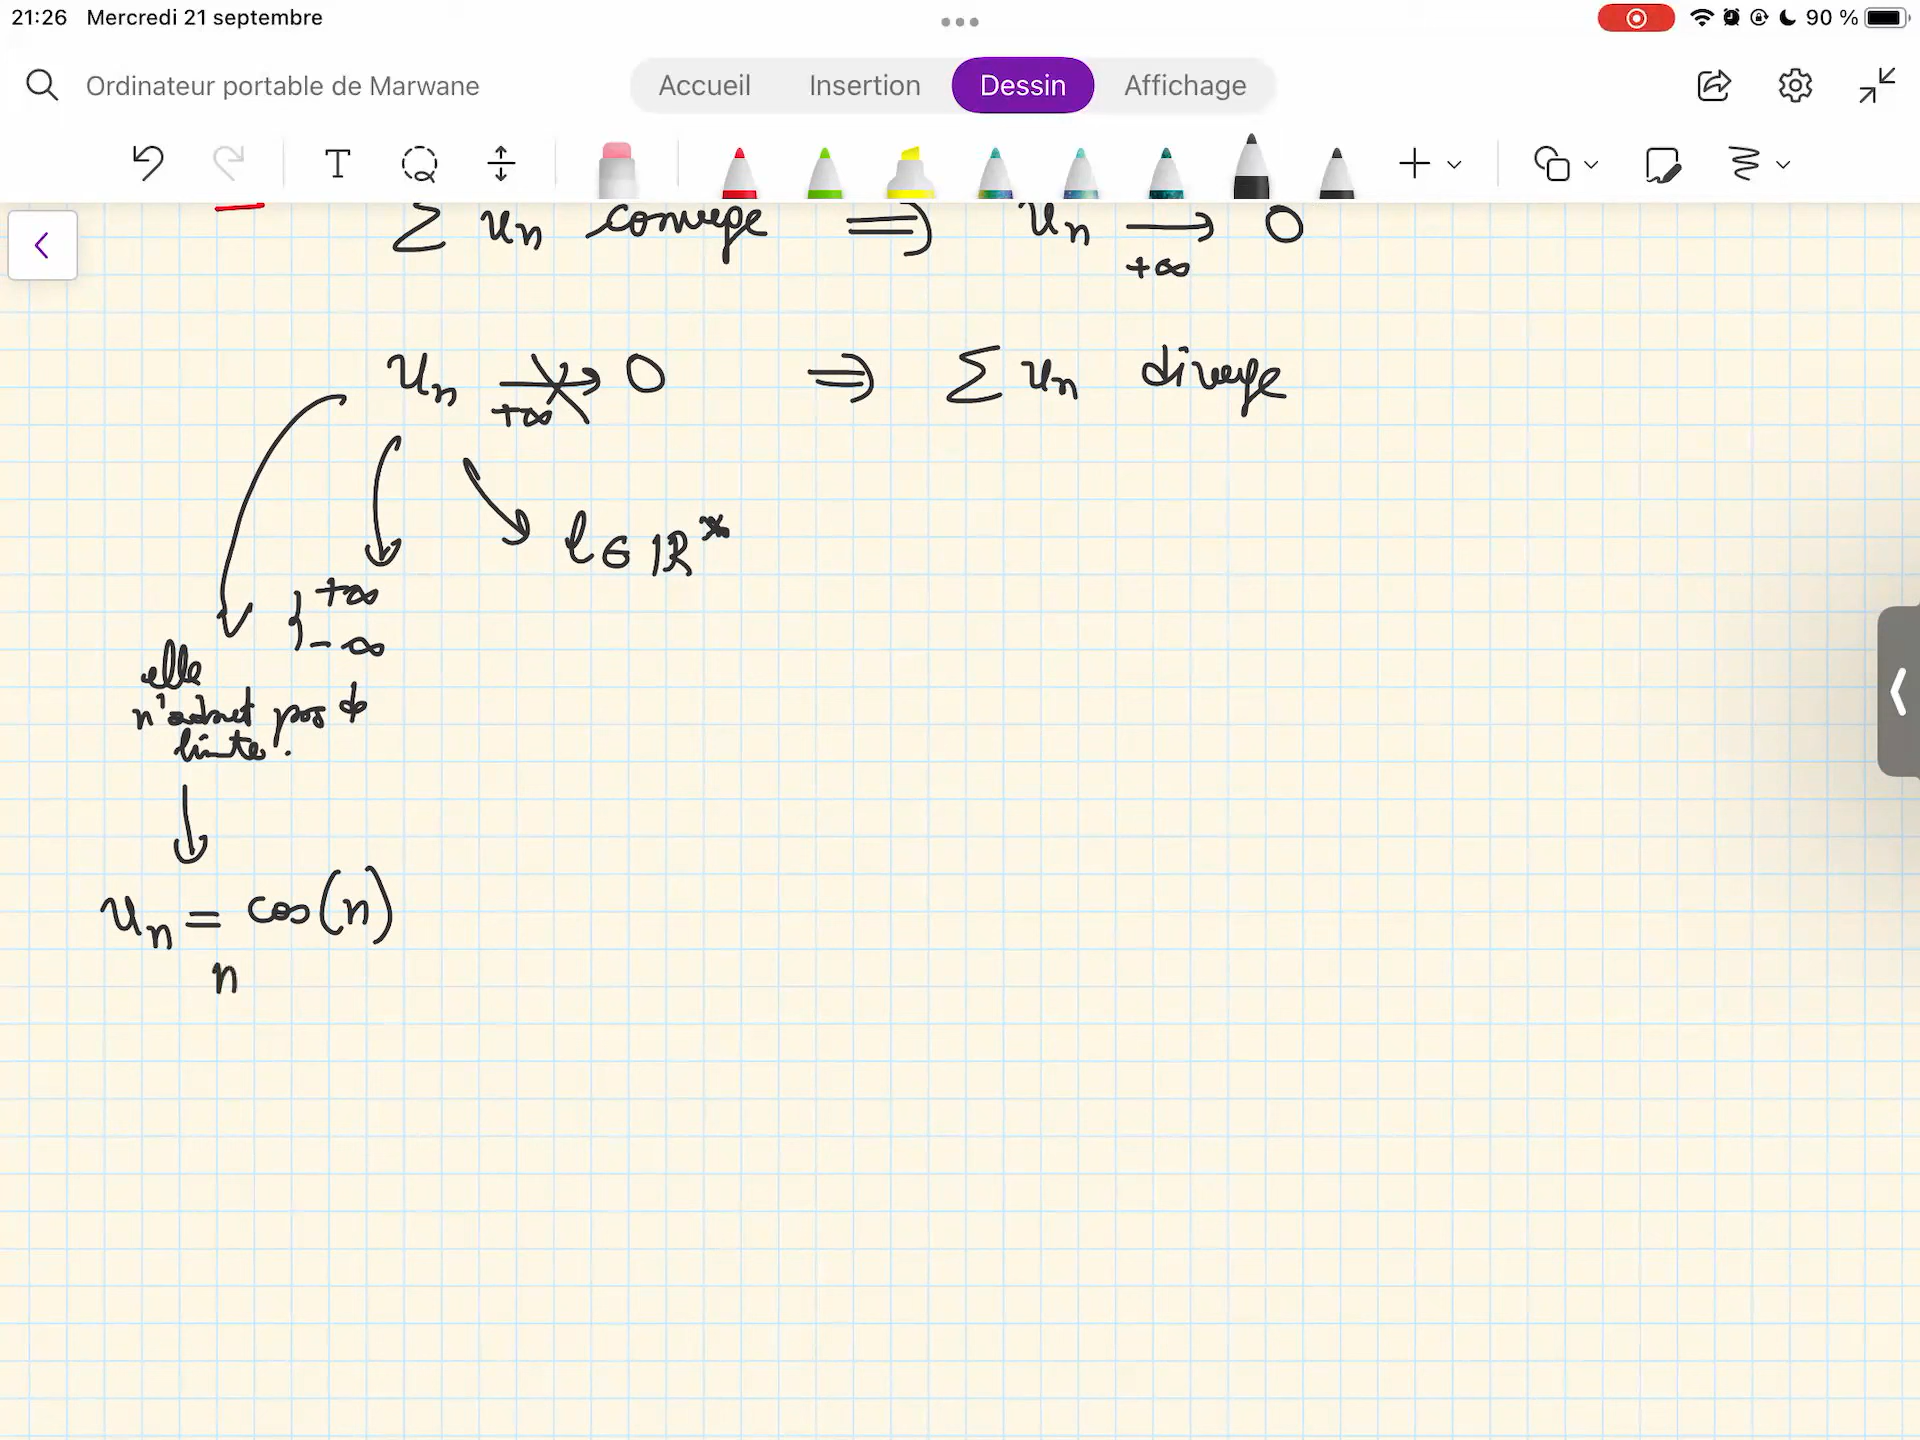 21:26 Mercredi 21 septembre 90 %
Ordinateur portable de Marwane Accueil Insertion Dessin Affichage
T
∑ un converge ⟹ un ⟶ 0
+∞
un ⟶̸ 0 ⟹ ∑ un diverge
+∞
l ∈ ℝ*
{ +∞
- ∞
elle
n'admet pas de
limite.
un = cos(n)
n